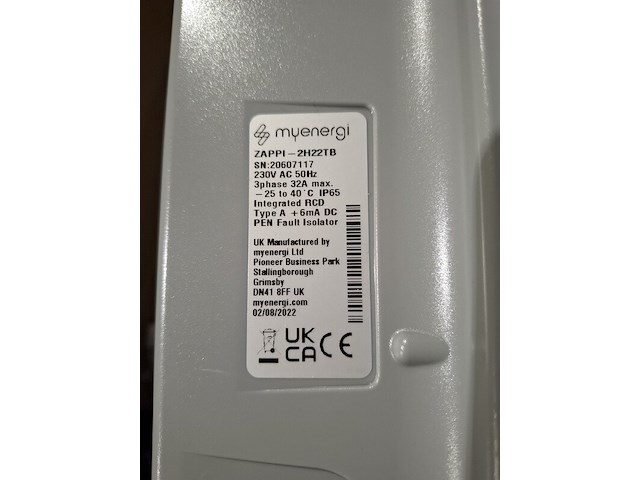 myenergi
ZAPPI-2H22TB
SN:20607117
230V AC 50Hz
3phase 32A max.
-25 to 40°C IP65
Integrated RCD
Type A +6mA DC
PEN Fault Isolator
UK Manufactured by
myenergi Ltd
Pioneer Business Park
Stallingborough
Grimsby
DN41 8FF UK
myenergi.com
02/08/2022
UK
CA CE